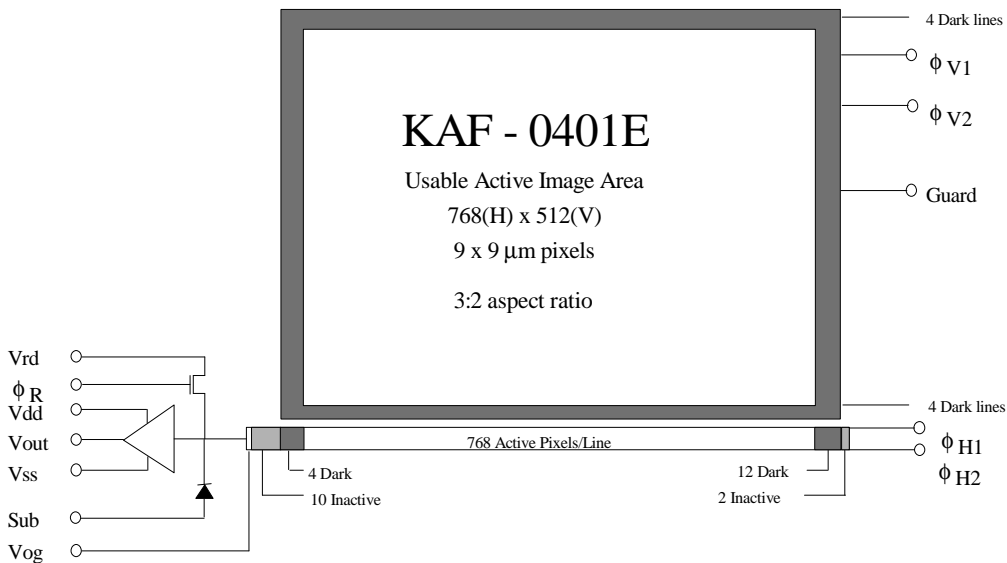 4 Dark lines
ϕ V1
ϕ V2
KAF - 0401E
Usable Active Image Area
768(H) x 512(V)
9 x 9 μm pixels
3:2 aspect ratio
Guard
Vrd
ϕ R
Vdd
Vout
Vss
Sub
Vog
4 Dark lines
768 Active Pixels/Line
ϕ H1
ϕ H2
4 Dark
10 Inactive
12 Dark
2 Inactive